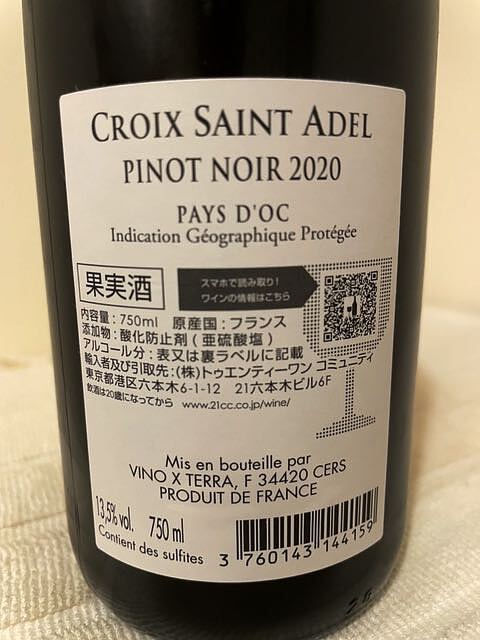 CROIX SAINT ADEL
PINOT NOIR 2020
PAYS D'OC
Indication Géographique Protégée
果実酒
スマホで読み取り!
ワインの情報はこちら
内容量:750ml 原産国:フランス
添加物:酸化防止剤(亜硫酸塩)
アルコール分:表又は裏ラベルに記載
輸入者及び引取先:(株)トゥエンティーワン コミューニティ
東京都港区六本木6-1-12 21六本木ビル6F
飲酒は20歳になってから www.21cc.co.jp/wine/
Mis en bouteille par
VINO X TERRA, F 34420 CERS
PRODUIT DE FRANCE
13,5% vol. 750 ml
Contient des sulfites
3 760143 144159